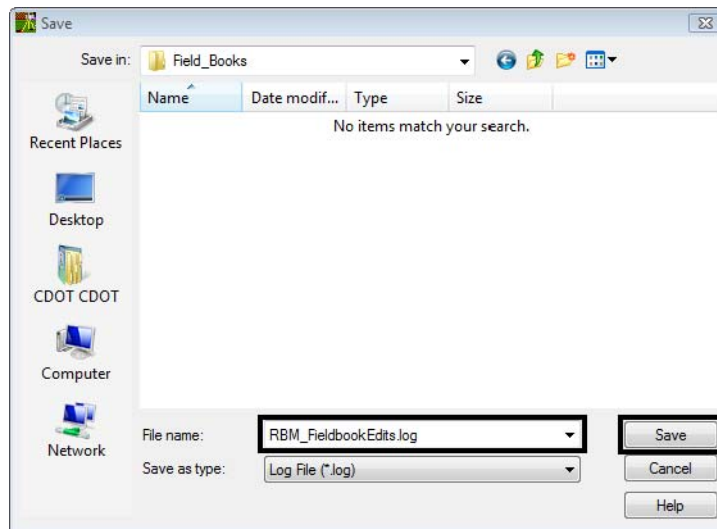 Save
Save in: Field_Books
Name Date modif... Type Size
No items match your search.
Recent Places
Desktop
CDOT CDOT
Computer
Network
File name: RBM_FieldbookEdits.log Save
Save as type: Log File (*.log) Cancel
Help